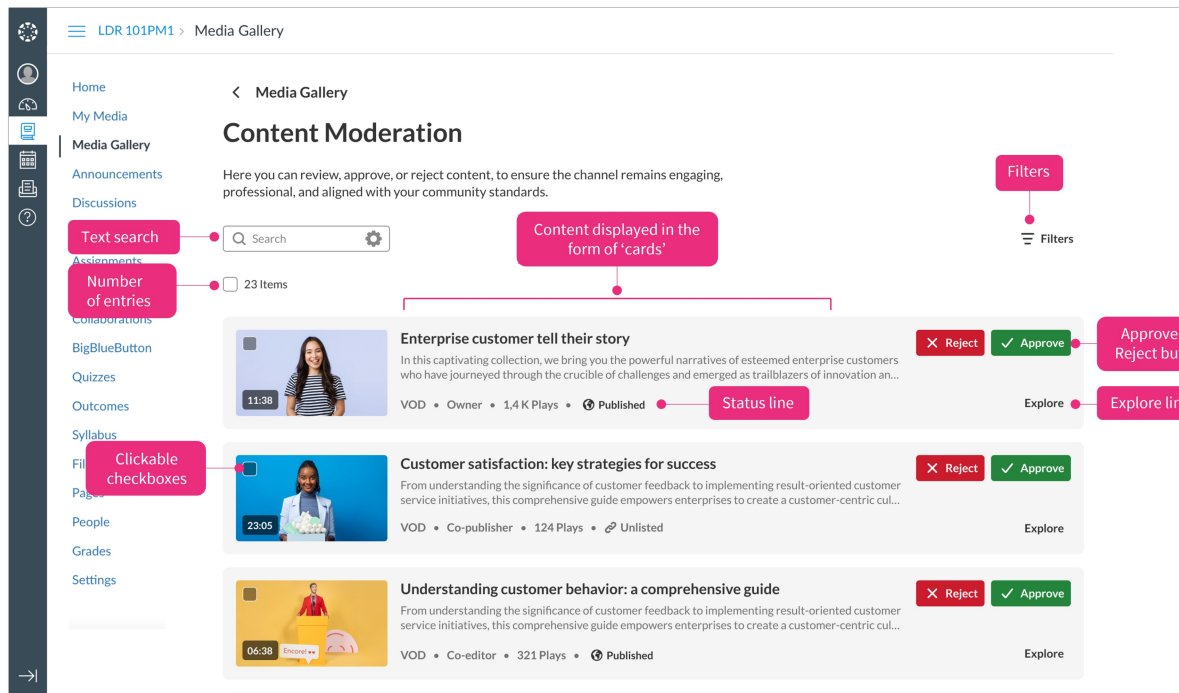 LDR 101PM1 > Media Gallery
Home
My Media
Media Gallery
Announcements
Discussions
Assignments
Collaborations
BigBlueButton
Quizzes
Outcomes
Syllabus
Fil
Pages
People
Grades
Settings
Media Gallery
Content Moderation
Here you can review, approve, or reject content, to ensure the channel remains engaging,
professional, and aligned with your community standards.
Filters
Text search
Search
Content displayed in the
form of ‘cards’
Filters
Number
of entries
23 Items
11:38
Enterprise customer tell their story
In this captivating collection, we bring you the powerful narratives of esteemed enterprise customers
who have journeyed through the crucible of challenges and emerged as trailblazers of innovation an...
VOD • Owner • 1,4 K Plays • Published
Status line
Reject
Approve
Approve
Reject bu
Explore
Explore lin
Clickable
checkboxes
23:05
Customer satisfaction: key strategies for success
From understanding the significance of customer feedback to implementing result-oriented customer
service initiatives, this comprehensive guide empowers enterprises to create a customer-centric cul...
VOD • Co-publisher • 124 Plays • Unlisted
Reject
Approve
Explore
06:38
Encore!
Understanding customer behavior: a comprehensive guide
From understanding the significance of customer feedback to implementing result-oriented customer
service initiatives, this comprehensive guide empowers enterprises to create a customer-centric cul...
VOD • Co-editor • 321 Plays • Published
Reject
Approve
Explore